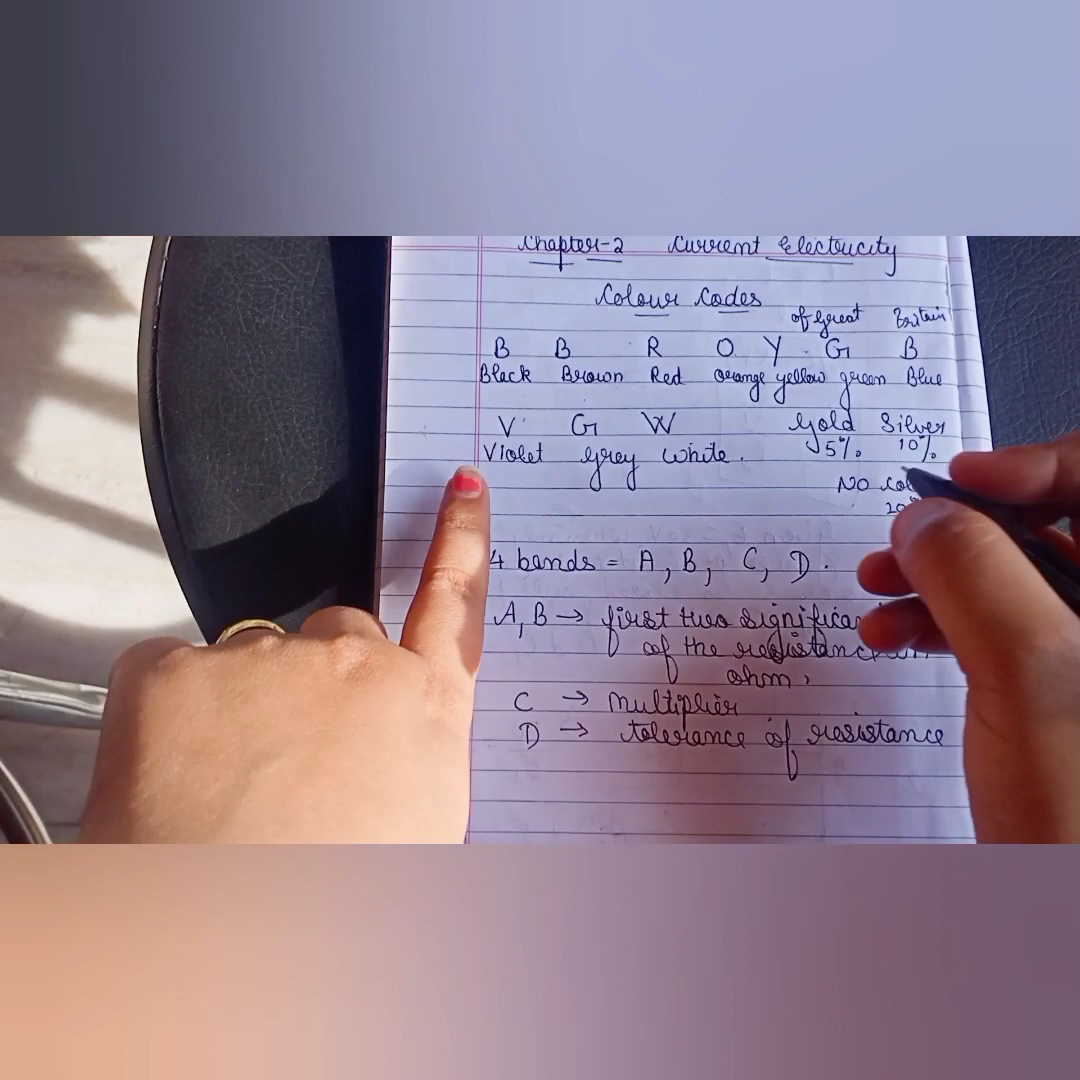 Chapter-2 Current Electricity
Colour Codes
of Great Britain
B B R O Y G B
Black Brown Red Orange yellow green Blue
V G W Gold Silver
Violet Grey White. 5% 10%
NO
4 bands = A, B, C, D.
A, B → first two
of the resistance
ohm,
C → Multiplier
D → tolerance of resistance